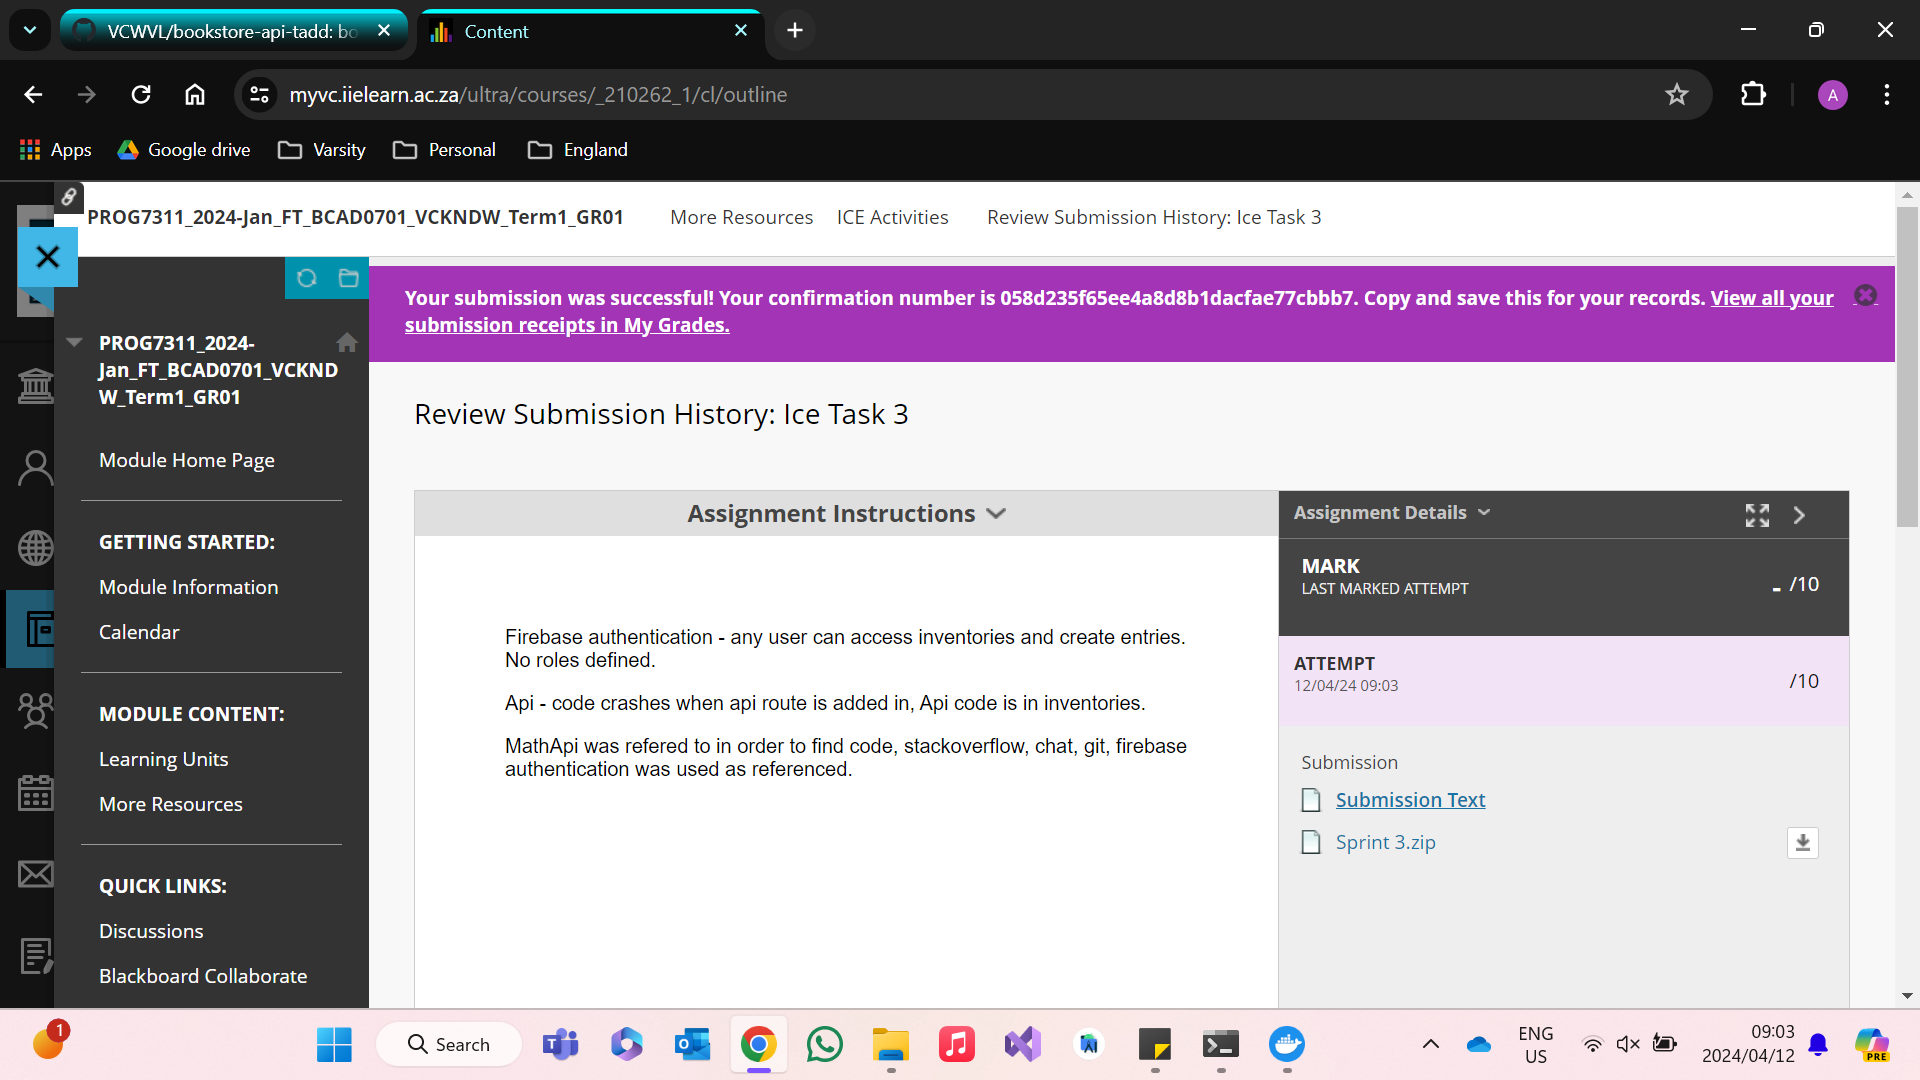 VCWVL/bookstore-api-tadd: bo
Content
myvc.iielearn.ac.za/ultra/courses/_210262_1/cl/outline
A
Apps
Google drive
Varsity
Personal
England
PROG7311_2024-Jan_FT_BCAD0701_VCKNDW_Term1_GR01
More Resources
ICE Activities
Review Submission History: Ice Task 3
Your submission was successful! Your confirmation number is 058d235f65ee4a8d8b1dacfae77cbbb7. Copy and save this for your records. View all your
submission receipts in My Grades.
PROG7311_2024-
Jan_FT_BCAD0701_VCKND
W_Term1_GR01
Module Home Page
GETTING STARTED:
Module Information
Calendar
MODULE CONTENT:
Learning Units
More Resources
QUICK LINKS:
Discussions
Blackboard Collaborate
Review Submission History: Ice Task 3
Assignment Instructions
Firebase authentication - any user can access inventories and create entries.
No roles defined.
Api - code crashes when api route is added in, Api code is in inventories.
MathApi was refered to in order to find code, stackoverflow, chat, git, firebase
authentication was used as referenced.
Assignment Details
MARK
LAST MARKED ATTEMPT
- /10
ATTEMPT
12/04/24 09:03
/10
Submission
Submission Text
Sprint 3.zip
1
Search
ENG
US
09:03
2024/04/12
PRE